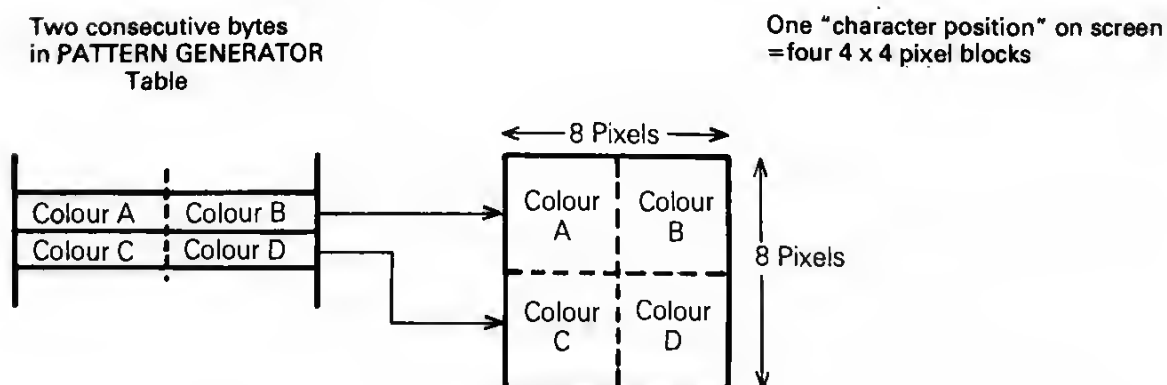 Two consecutive bytes
in PATTERN GENERATOR
Table
One "character position" on screen
=four 4 x 4 pixel blocks
8 Pixels
Colour A Colour B
Colour C Colour D
Colour
A
Colour
B
8 Pixels
Colour
C
Colour
D